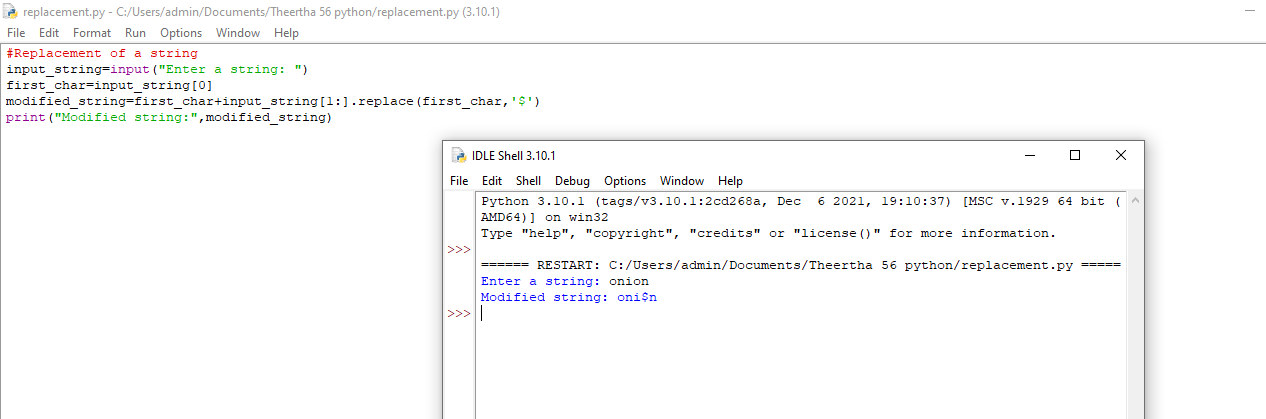 replacement.py - C:/Users/admin/Documents/Theertha 56 python/replacement.py (3.10.1)
File Edit Format Run Options Window Help
#Replacement of a string
input_string=input("Enter a string: ")
first_char=input_string[0]
modified_string=first_char+input_string[1:].replace(first_char,'$')
print("Modified string:",modified_string)
IDLE Shell 3.10.1
File Edit Shell Debug Options Window Help
Python 3.10.1 (tags/v3.10.1:2cd268a, Dec  6 2021, 19:10:37) [MSC v.1929 64 bit (
AMD64)] on win32
Type "help", "copyright", "credits" or "license()" for more information.
>>>
====== RESTART: C:/Users/admin/Documents/Theertha 56 python/replacement.py =====
Enter a string: onion
Modified string: oni$n
>>>